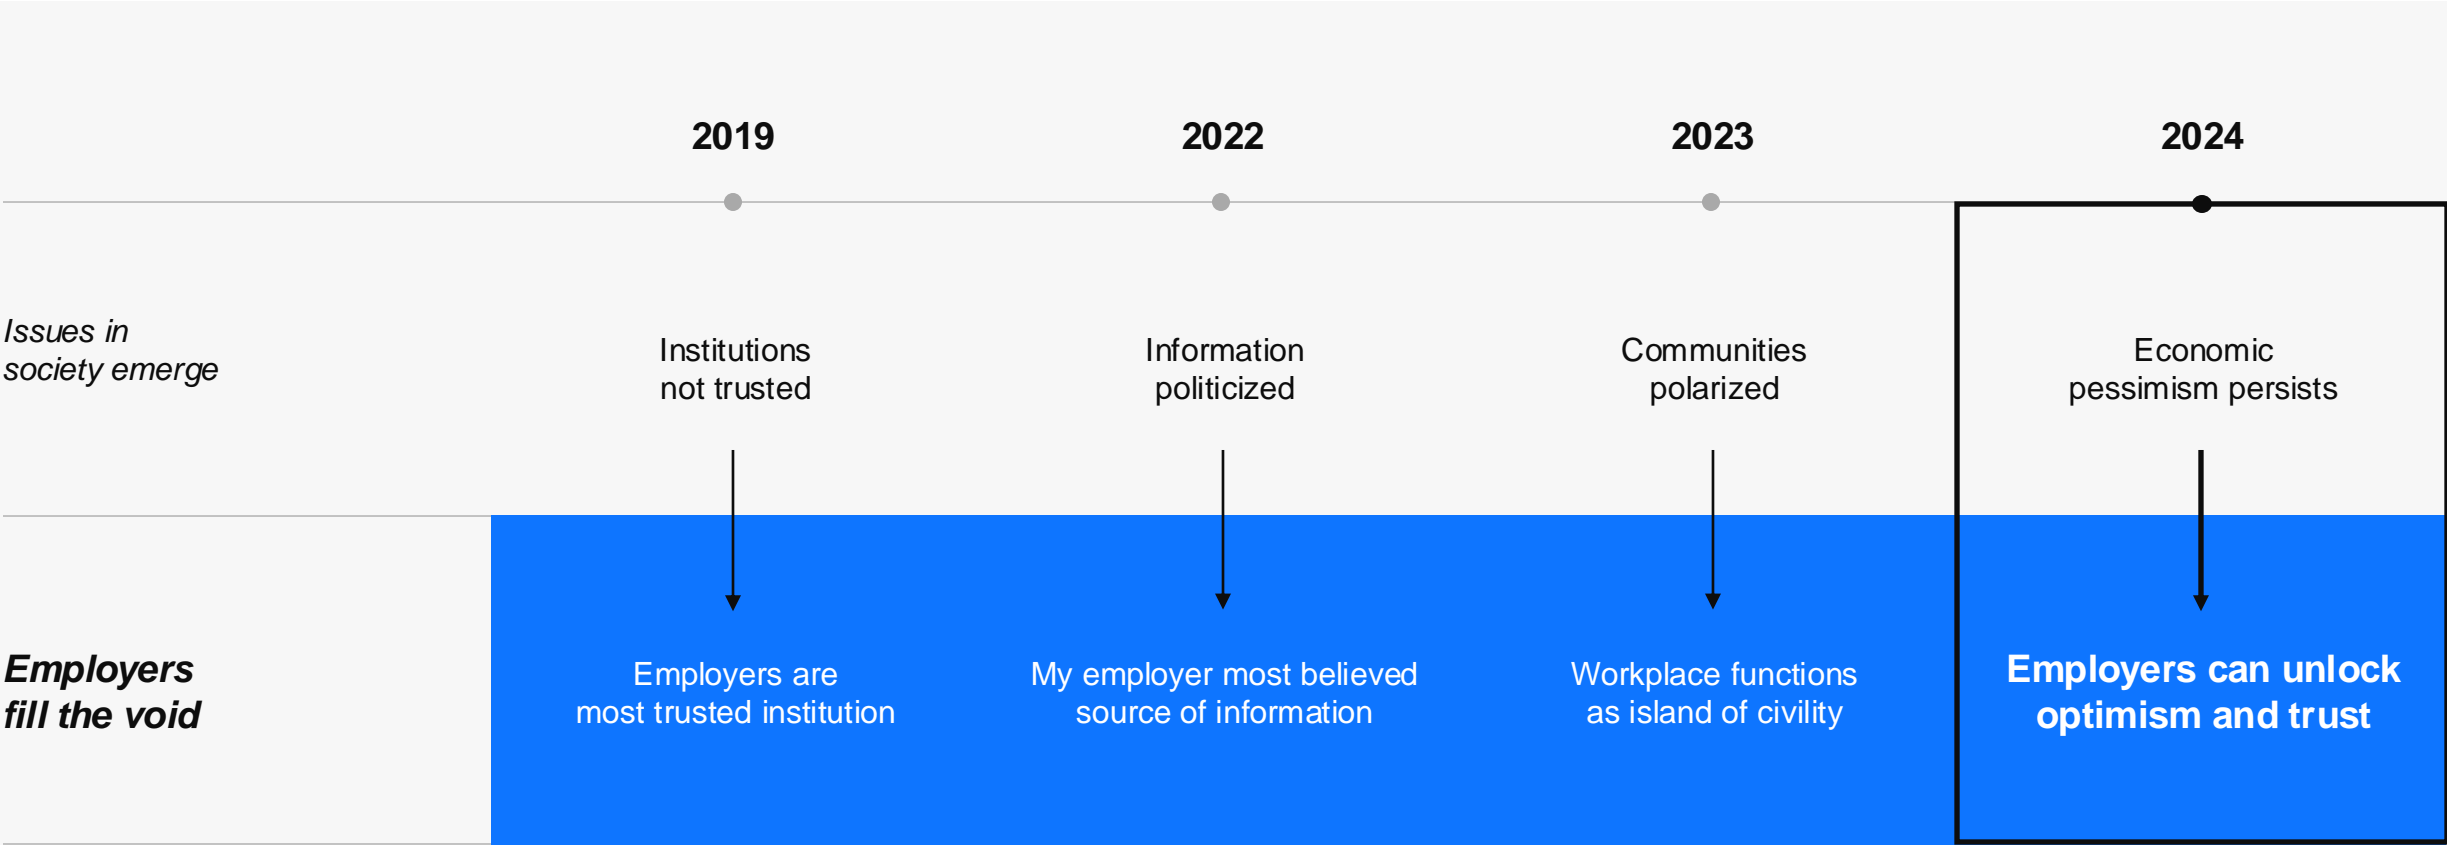 2019
2022
2023
2024
Issues in
society emerge
Institutions
not trusted
Information
politicized
Communities
polarized
Economic
pessimism persists
Employers
fill the void
Employers are
most trusted institution
My employer most believed
source of information
Workplace functions
as island of civility
Employers can unlock
optimism and trust